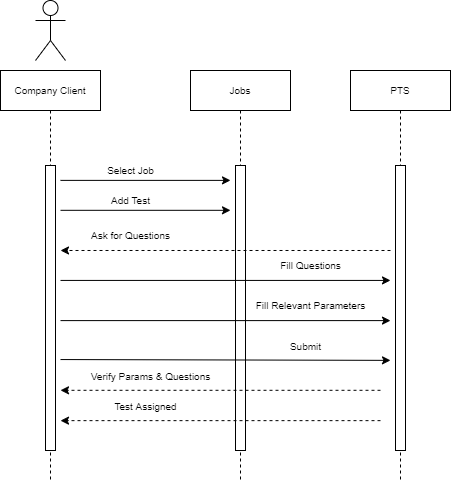 Company Client
Jobs
PTS
Select Job
Add Test
Ask for Questions
Fill Questions
Fill Relevant Parameters
Submit
Verify Params & Questions
Test Assigned